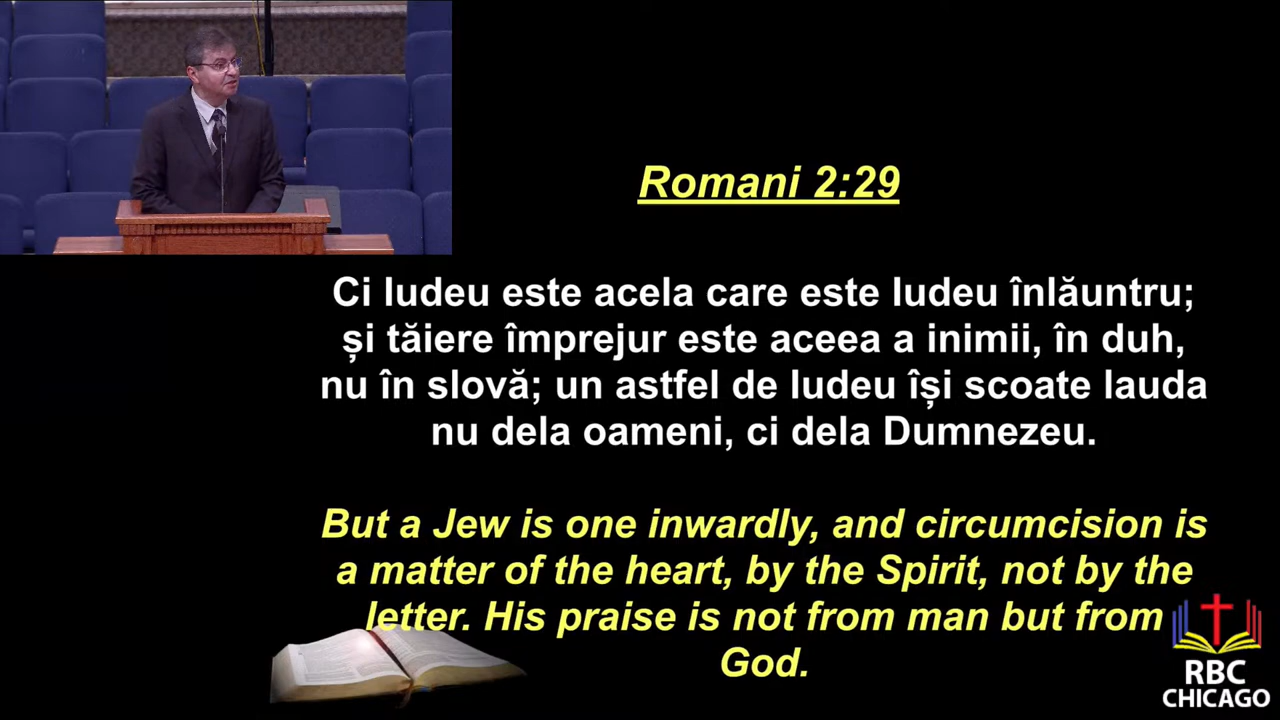 Romani 2:29
Ci Iudeu este acela care este Iudeu înlăuntru;
și tăiere împrejur este aceea a inimii, în duh,
nu în slovă; un astfel de Iudeu își scoate lauda
nu dela oameni, ci dela Dumnezeu.
But a Jew is one inwardly, and circumcision is
a matter of the heart, by the Spirit, not by the
letter. His praise is not from man but from
God.
RBC
CHICAGO